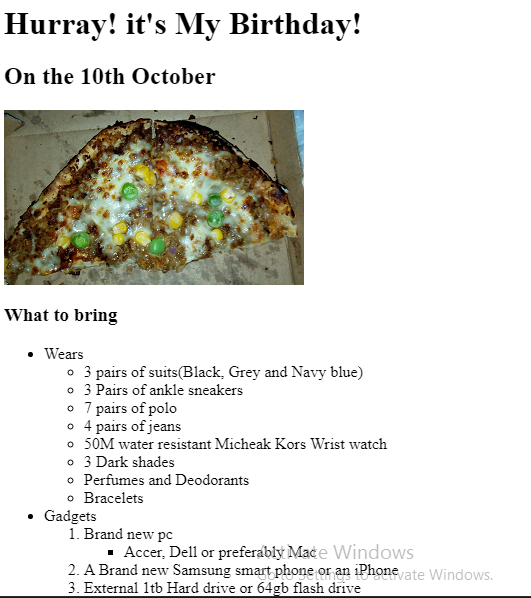 Hurray! it's My Birthday!
On the 10th October
What to bring
Wears
3 pairs of suits(Black, Grey and Navy blue)
3 Pairs of ankle sneakers
7 pairs of polo
4 pairs of jeans
50M water resistant Micheak Kors Wrist watch
3 Dark shades
Perfumes and Deodorants
Bracelets
Gadgets
1. Brand new pc
Accer, Dell or preferably Mac
Activate Windows
2. A Brand new Samsung smart phone or an iPhone
Go to Settings to activate Windows.
3. External 1tb Hard drive or 64gb flash drive